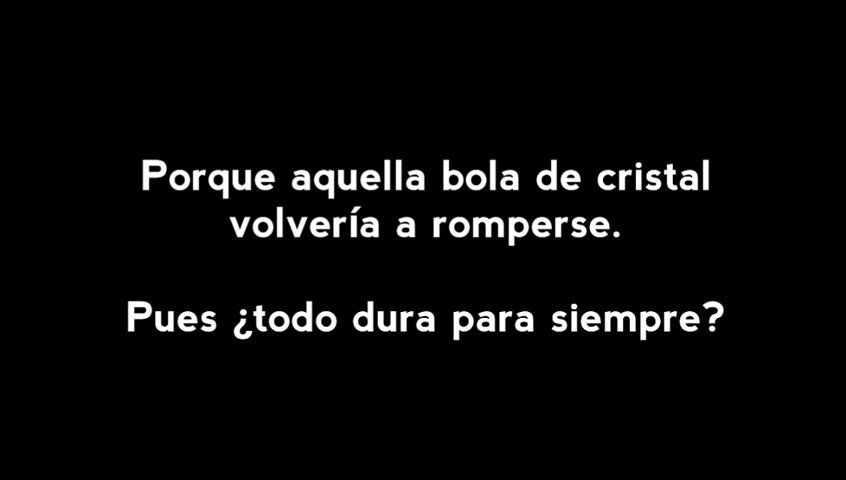 Porque aquella bola de cristal
volvería a romperse.
Pues ¿todo dura para siempre?